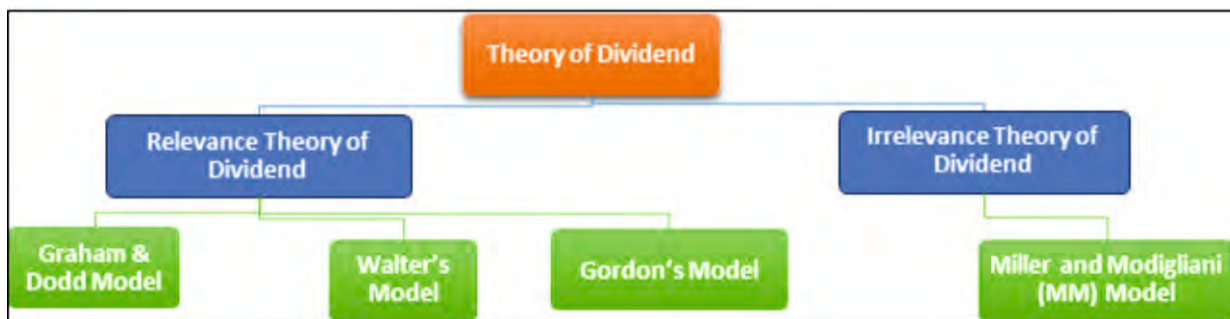 Theory of Dividend
Relevance Theory of
Dividend
Irrelevance Theory of
Dividend
Graham &
Dodd Model
Walter's
Model
Gordon's Model
Miller and Modigliani
(MM) Model